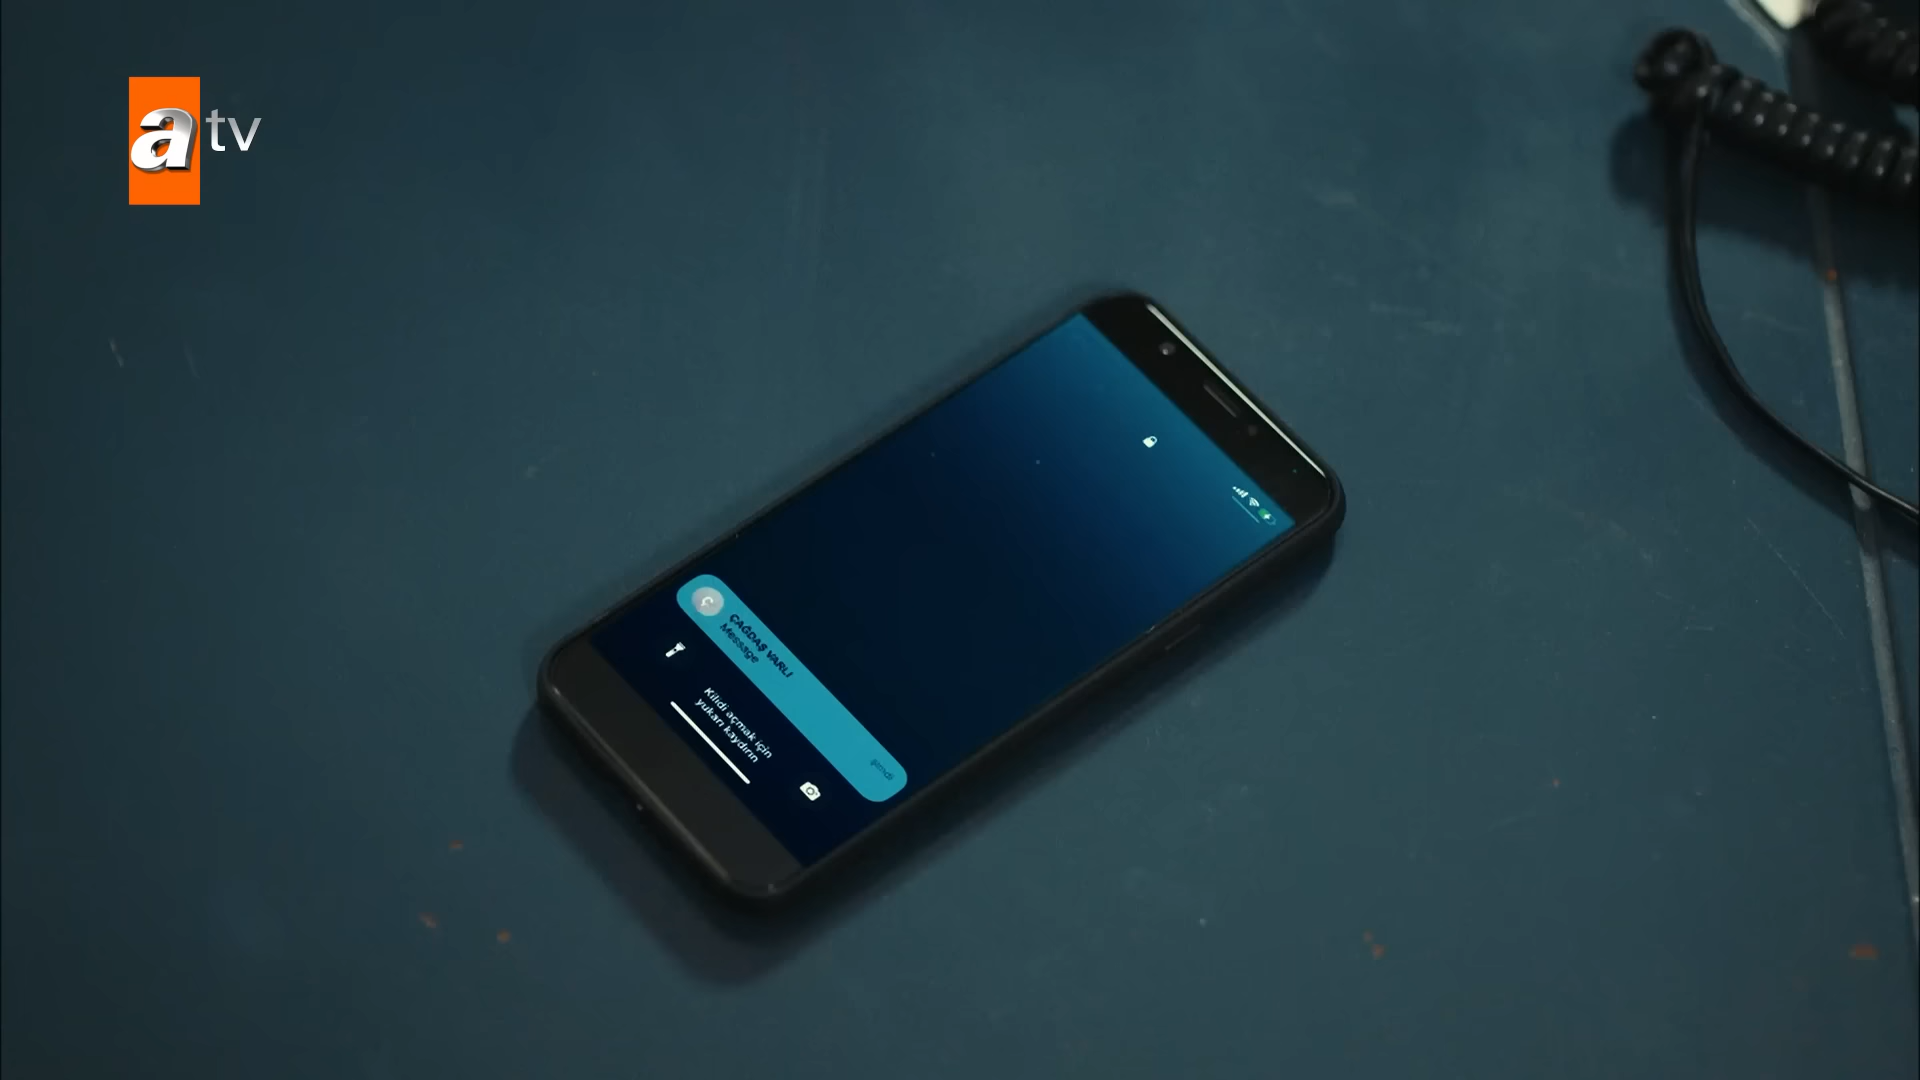 atv
Ç
ÇAĞDAŞ VARLI
Message
şimdi
Kilidi açmak için
yukarı kaydırın